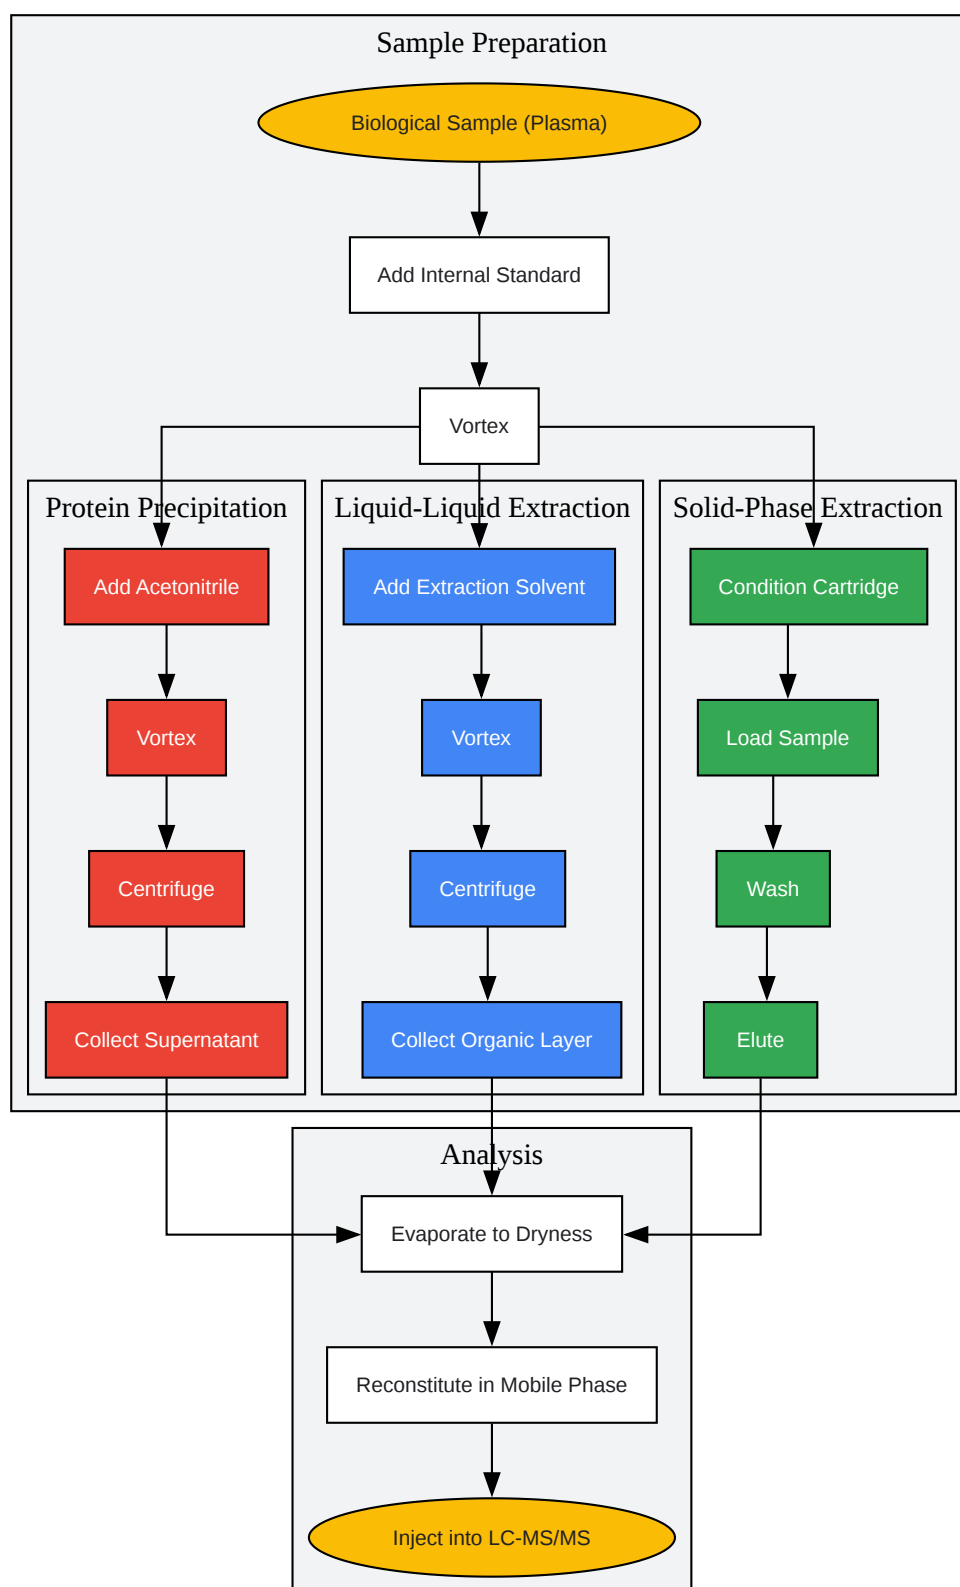 Sample Preparation
Biological Sample (Plasma)
Add Internal Standard
Vortex
Protein Precipitation
Add Acetonitrile
Vortex
Centrifuge
Collect Supernatant
Liquid-Liquid Extraction
Add Extraction Solvent
Vortex
Centrifuge
Collect Organic Layer
Solid-Phase Extraction
Condition Cartridge
Load Sample
Wash
Elute
Analysis
Evaporate to Dryness
Reconstitute in Mobile Phase
Inject into LC-MS/MS